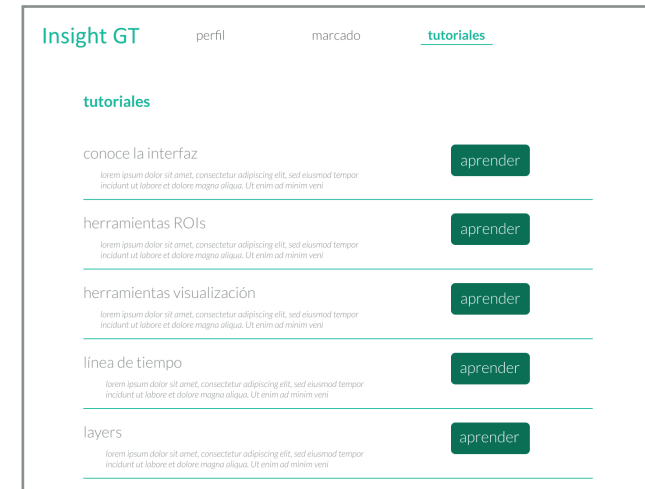 Insight GT perfil marcado tutoriales
tutoriales
conoce la interfaz aprender
lorem ipsum dolor sit amet, consectetur adipiscing elit, sed eiusmod tempor
incidunt ut labore et dolore magna aliqua. Ut enim ad minim veni
herramientas ROIs aprender
lorem ipsum dolor sit amet, consectetur adipiscing elit, sed eiusmod tempor
incidunt ut labore et dolore magna aliqua. Ut enim ad minim veni
herramientas visualización aprender
lorem ipsum dolor sit amet, consectetur adipiscing elit, sed eiusmod tempor
incidunt ut labore et dolore magna aliqua. Ut enim ad minim veni
línea de tiempo aprender
lorem ipsum dolor sit amet, consectetur adipiscing elit, sed eiusmod tempor
incidunt ut labore et dolore magna aliqua. Ut enim ad minim veni
layers aprender
lorem ipsum dolor sit amet, consectetur adipiscing elit, sed eiusmod tempor
incidunt ut labore et dolore magna aliqua. Ut enim ad minim veni